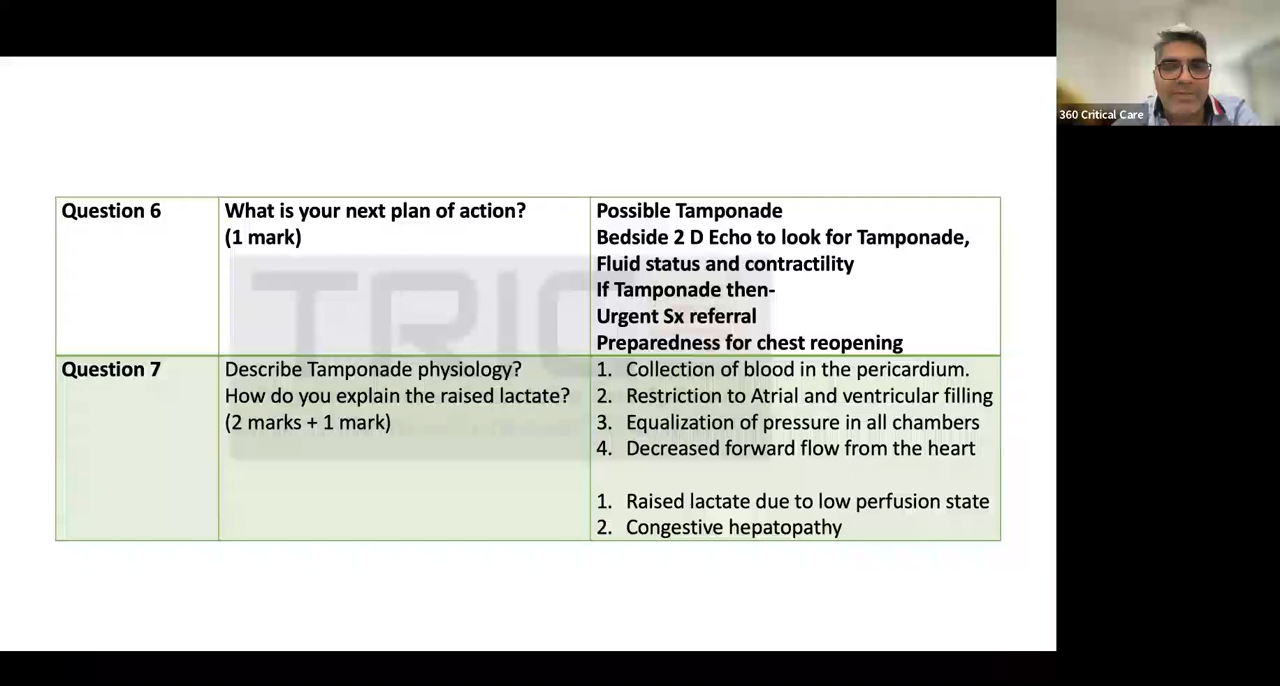 360 Critical Care
Question 6
What is your next plan of action?
(1 mark)
Possible Tamponade
Bedside 2 D Echo to look for Tamponade,
Fluid status and contractility
If Tamponade then-
Urgent Sx referral
Preparedness for chest reopening
Question 7
Describe Tamponade physiology?
How do you explain the raised lactate?
(2 marks + 1 mark)
1. Collection of blood in the pericardium.
2. Restriction to Atrial and ventricular filling
3. Equalization of pressure in all chambers
4. Decreased forward flow from the heart
1. Raised lactate due to low perfusion state
2. Congestive hepatopathy